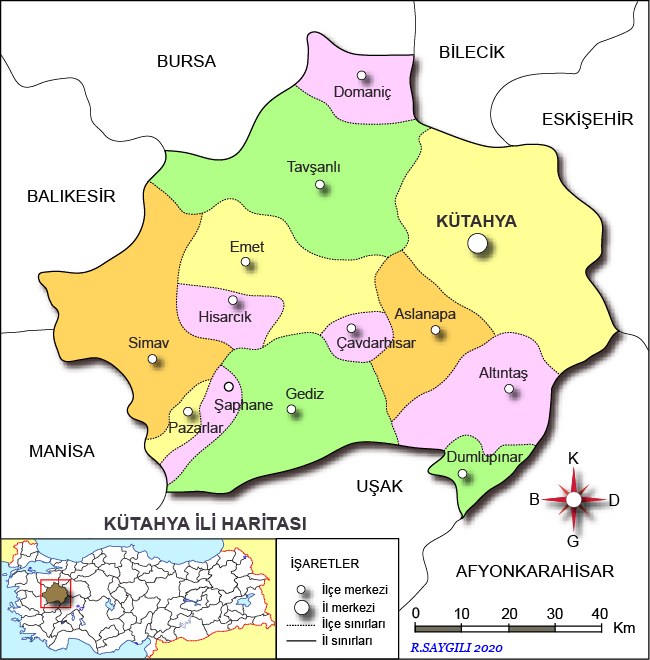 BURSA
BİLECİK
ESKİŞEHİR
Domaniç
Tavşanlı
BALIKESİR
KÜTAHYA
Emet
Hisarcık
Aslanapa
Simav
Çavdarhisar
Altıntaş
Şaphane
Gediz
Pazarlar
MANİSA
Dumlupınar
UŞAK
K
B
D
G
KÜTAHYA İLİ HARİTASI
AFYONKARAHİSAR
İŞARETLER
İlçe merkezi
İl merkezi
İlçe sınırları
İl sınırları
0 20 40 Km
R.SAYGILI 2020